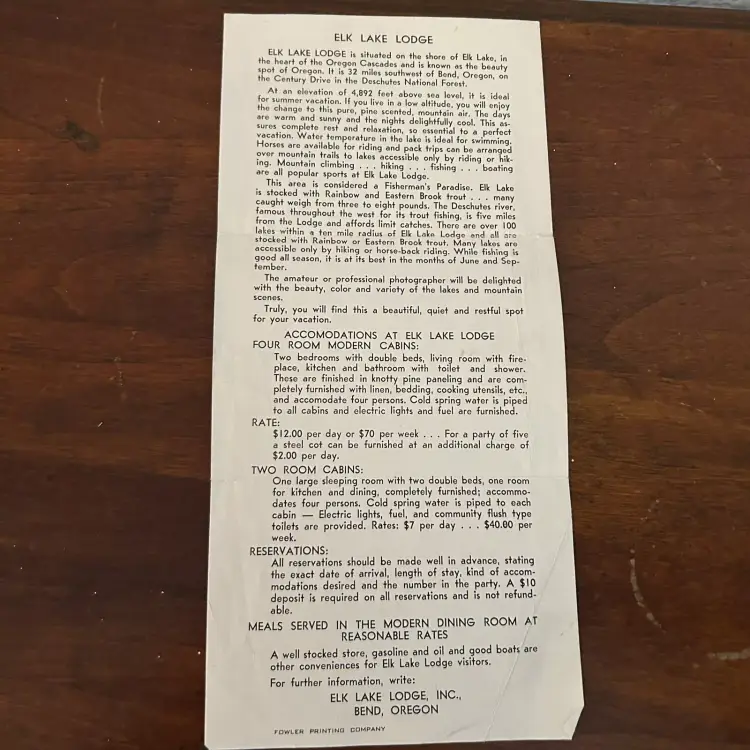 ELK LAKE LODGE
ELK LAKE LODGE is situated on the shore of Elk Lake, in
the heart of the Oregon Cascades and is known as the beauty
spot of Oregon. It is 32 miles southwest of Bend, Oregon, on
the Century Drive in the Deschutes National Forest.
At an elevation of 4,892 feet above sea level, it is ideal
for summer vacation. If you live in a low altitude, you will enjoy
the change to this pure, pine scented, mountain air. The days
are warm and sunny and the nights delightfully cool. This as-
sures complete rest and relaxation, so essential to a perfect
vacation. Water temperature in the lake is ideal for swimming.
Horses are available for riding and pack trips can be arranged
over mountain trails to lakes accessible only by riding or hik-
ing. Mountain climbing . . . hiking . . . fishing . . . boating
are all popular sports at Elk Lake Lodge.
This area is considered a Fisherman's Paradise. Elk Lake
is stocked with Rainbow and Eastern Brook trout . . . many
caught weigh from three to eight pounds. The Deschutes river,
famous throughout the west for its trout fishing, is five miles
from the Lodge and affords limit catches. There are over 100
lakes within a ten mile radius of Elk Lake Lodge and all are
stocked with Rainbow or Eastern Brook trout. Many lakes are
accessible only by hiking or horse-back riding. While fishing is
good all season, it is at its best in the months of June and Sep-
tember.
The amateur or professional photographer will be delighted
with the beauty, color and variety of the lakes and mountain
scenes.
Truly, you will find this a beautiful, quiet and restful spot
for your vacation.
ACCOMODATIONS AT ELK LAKE LODGE
FOUR ROOM MODERN CABINS:
Two bedrooms with double beds, living room with fire-
place, kitchen and bathroom with toilet and shower.
These are finished in knotty pine paneling and are com-
pletely furnished with linen, bedding, cooking utensils, etc.,
and accomodate four persons. Cold spring water is piped
to all cabins and electric lights and fuel are furnished.
RATE:
$12.00 per day or $70 per week . . . For a party of five
a steel cot can be furnished at an additional charge of
$2.00 per day.
TWO ROOM CABINS:
One large sleeping room with two double beds, one room
for kitchen and dining, completely furnished; accommo-
dates four persons. Cold spring water is piped to each
cabin — Electric lights, fuel, and community flush type
toilets are provided. Rates: $7 per day . . . $40.00 per
week.
RESERVATIONS:
All reservations should be made well in advance, stating
the exact date of arrival, length of stay, kind of accom-
modations desired and the number in the party. A $10
deposit is required on all reservations and is not refund-
able.
MEALS SERVED IN THE MODERN DINING ROOM AT
REASONABLE RATES
A well stocked store, gasoline and oil and good boats are
other conveniences for Elk Lake Lodge visitors.
For further information, write:
ELK LAKE LODGE, INC.,
BEND, OREGON
FOWLER PRINTING COMPANY